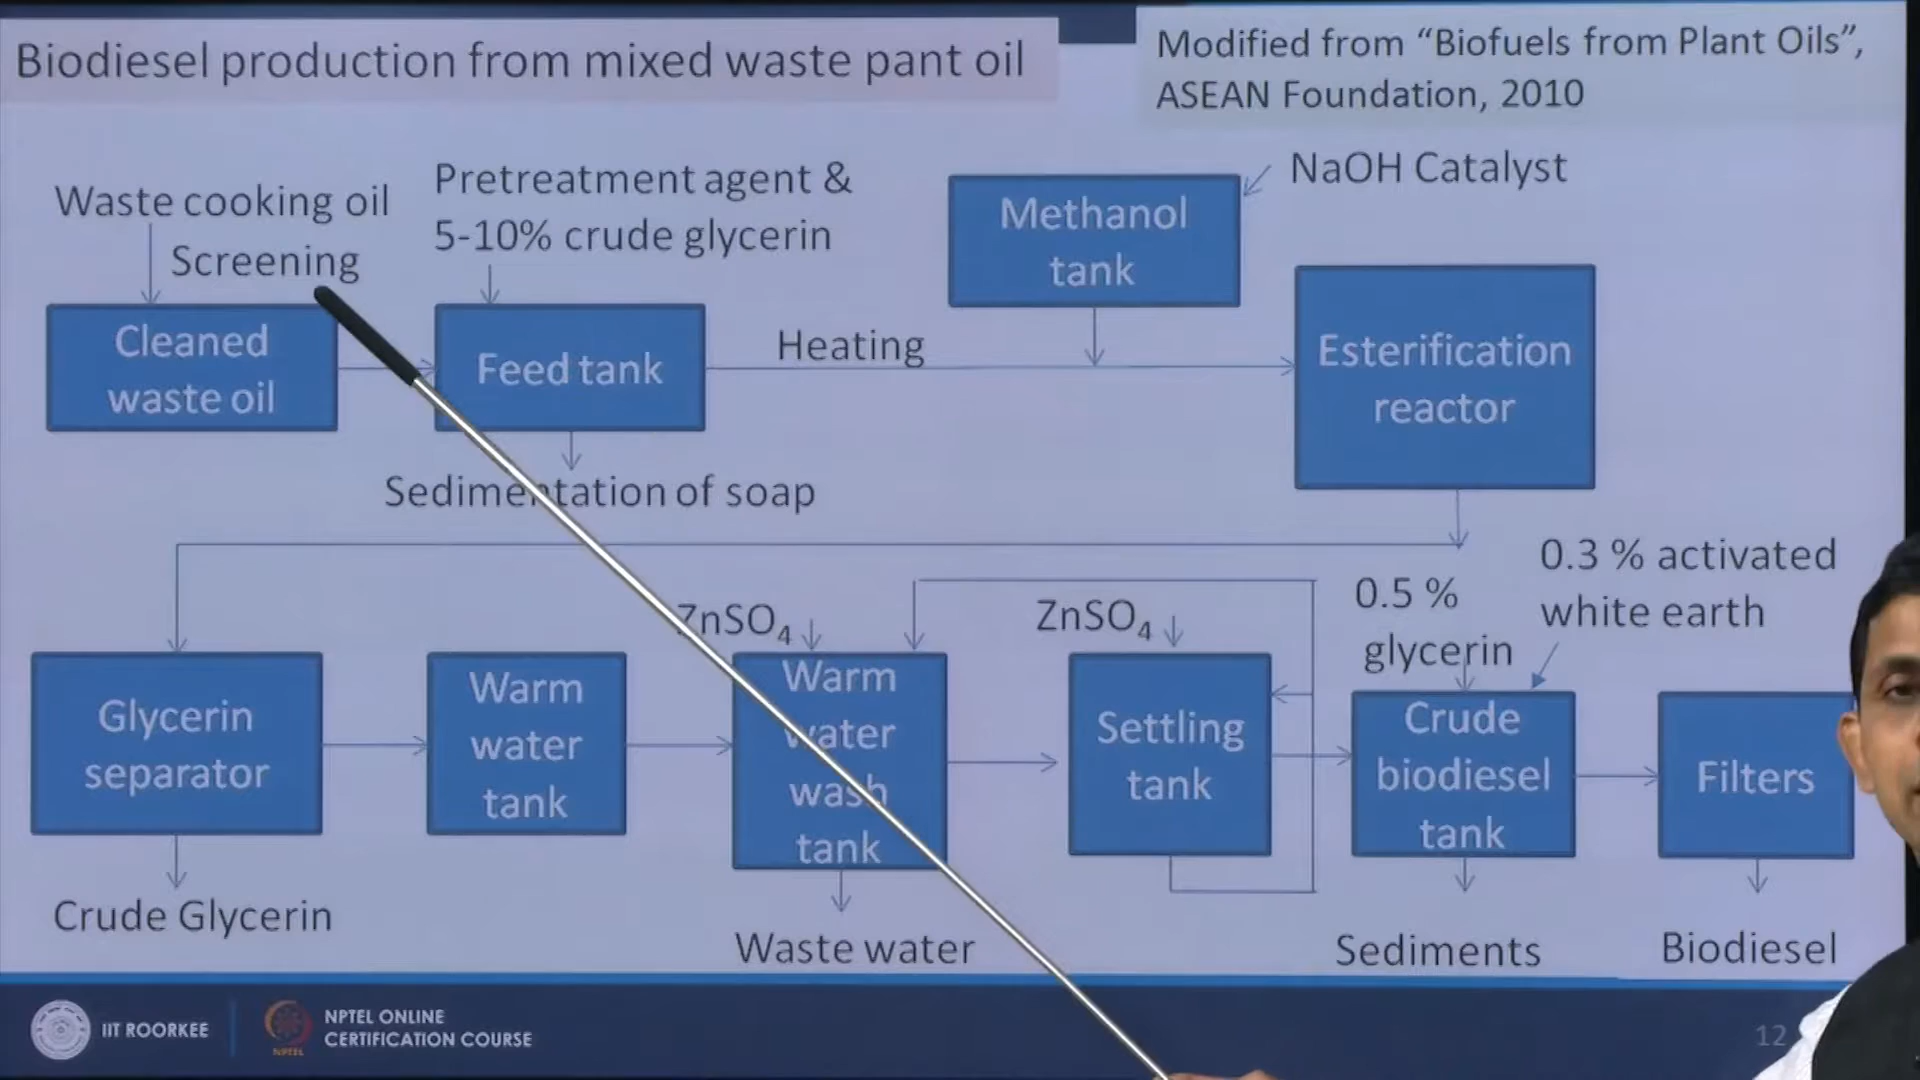 Biodiesel production from mixed waste pant oil
Modified from “Biofuels from Plant Oils”,
ASEAN Foundation, 2010
Waste cooking oil
Screening
Pretreatment agent &
5-10% crude glycerin
Methanol
tank
NaOH Catalyst
Cleaned
waste oil
Feed tank
Heating
Esterification
reactor
Sedimentation of soap
ZnSO4
ZnSO4
0.5 %
glycerin
0.3 % activated
white earth
Glycerin
separator
Warm
water
tank
Warm
water
wash
tank
Settling
tank
Crude
biodiesel
tank
Filters
Crude Glycerin
Waste water
Sediments
Biodiesel
IIT ROORKEE
NPTEL
NPTEL ONLINE
CERTIFICATION COURSE
12